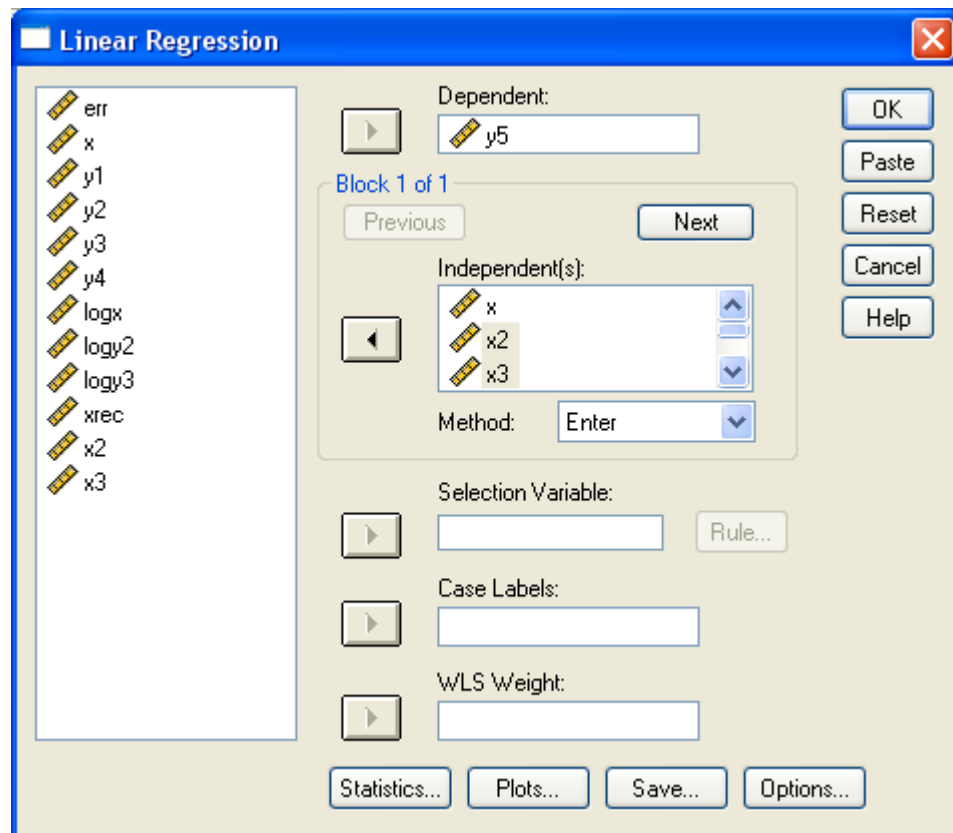 Linear Regression
err
x
y1
y2
y3
y4
logx
logy2
logy3
xrec
x2
x3
Dependent:
y5
Block 1 of 1
Previous
Next
Independent(s):
x
x2
x3
Method:
Enter
Selection Variable:
Rule...
Case Labels:
WLS Weight:
Statistics...
Plots...
Save...
Options...
OK
Paste
Reset
Cancel
Help